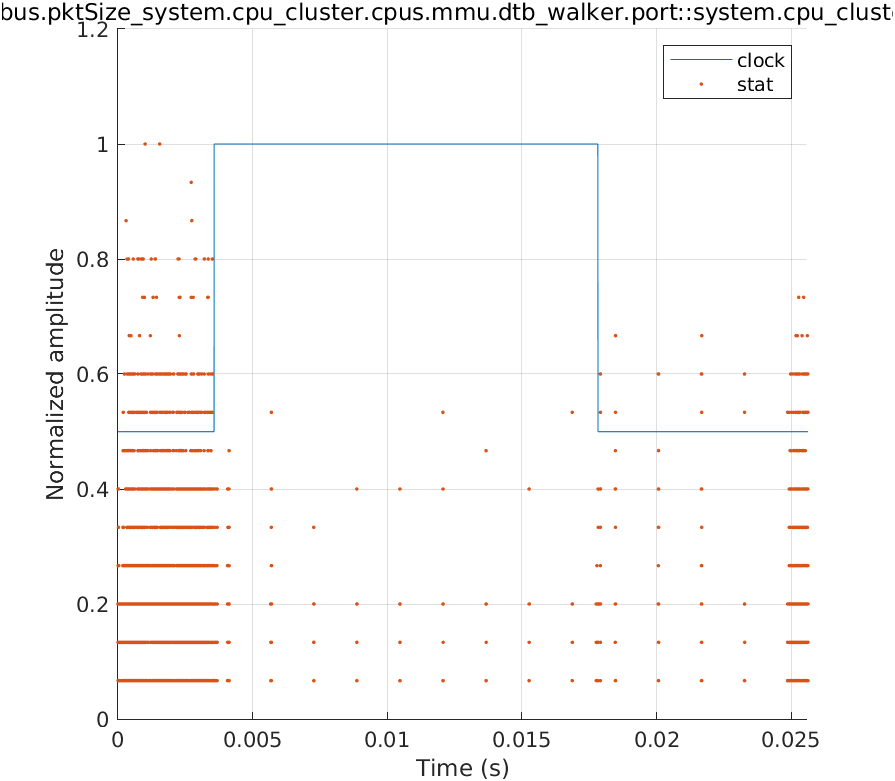 bus.pktSize_system.cpu_cluster.cpus.mmu.dtb_walker.port::system.cpu_cluste
1.2
clock
stat
1
0.8
0.6
0.4
0.2
0
Normalized amplitude
0
0.005
0.01
0.015
0.02
0.025
Time (s)